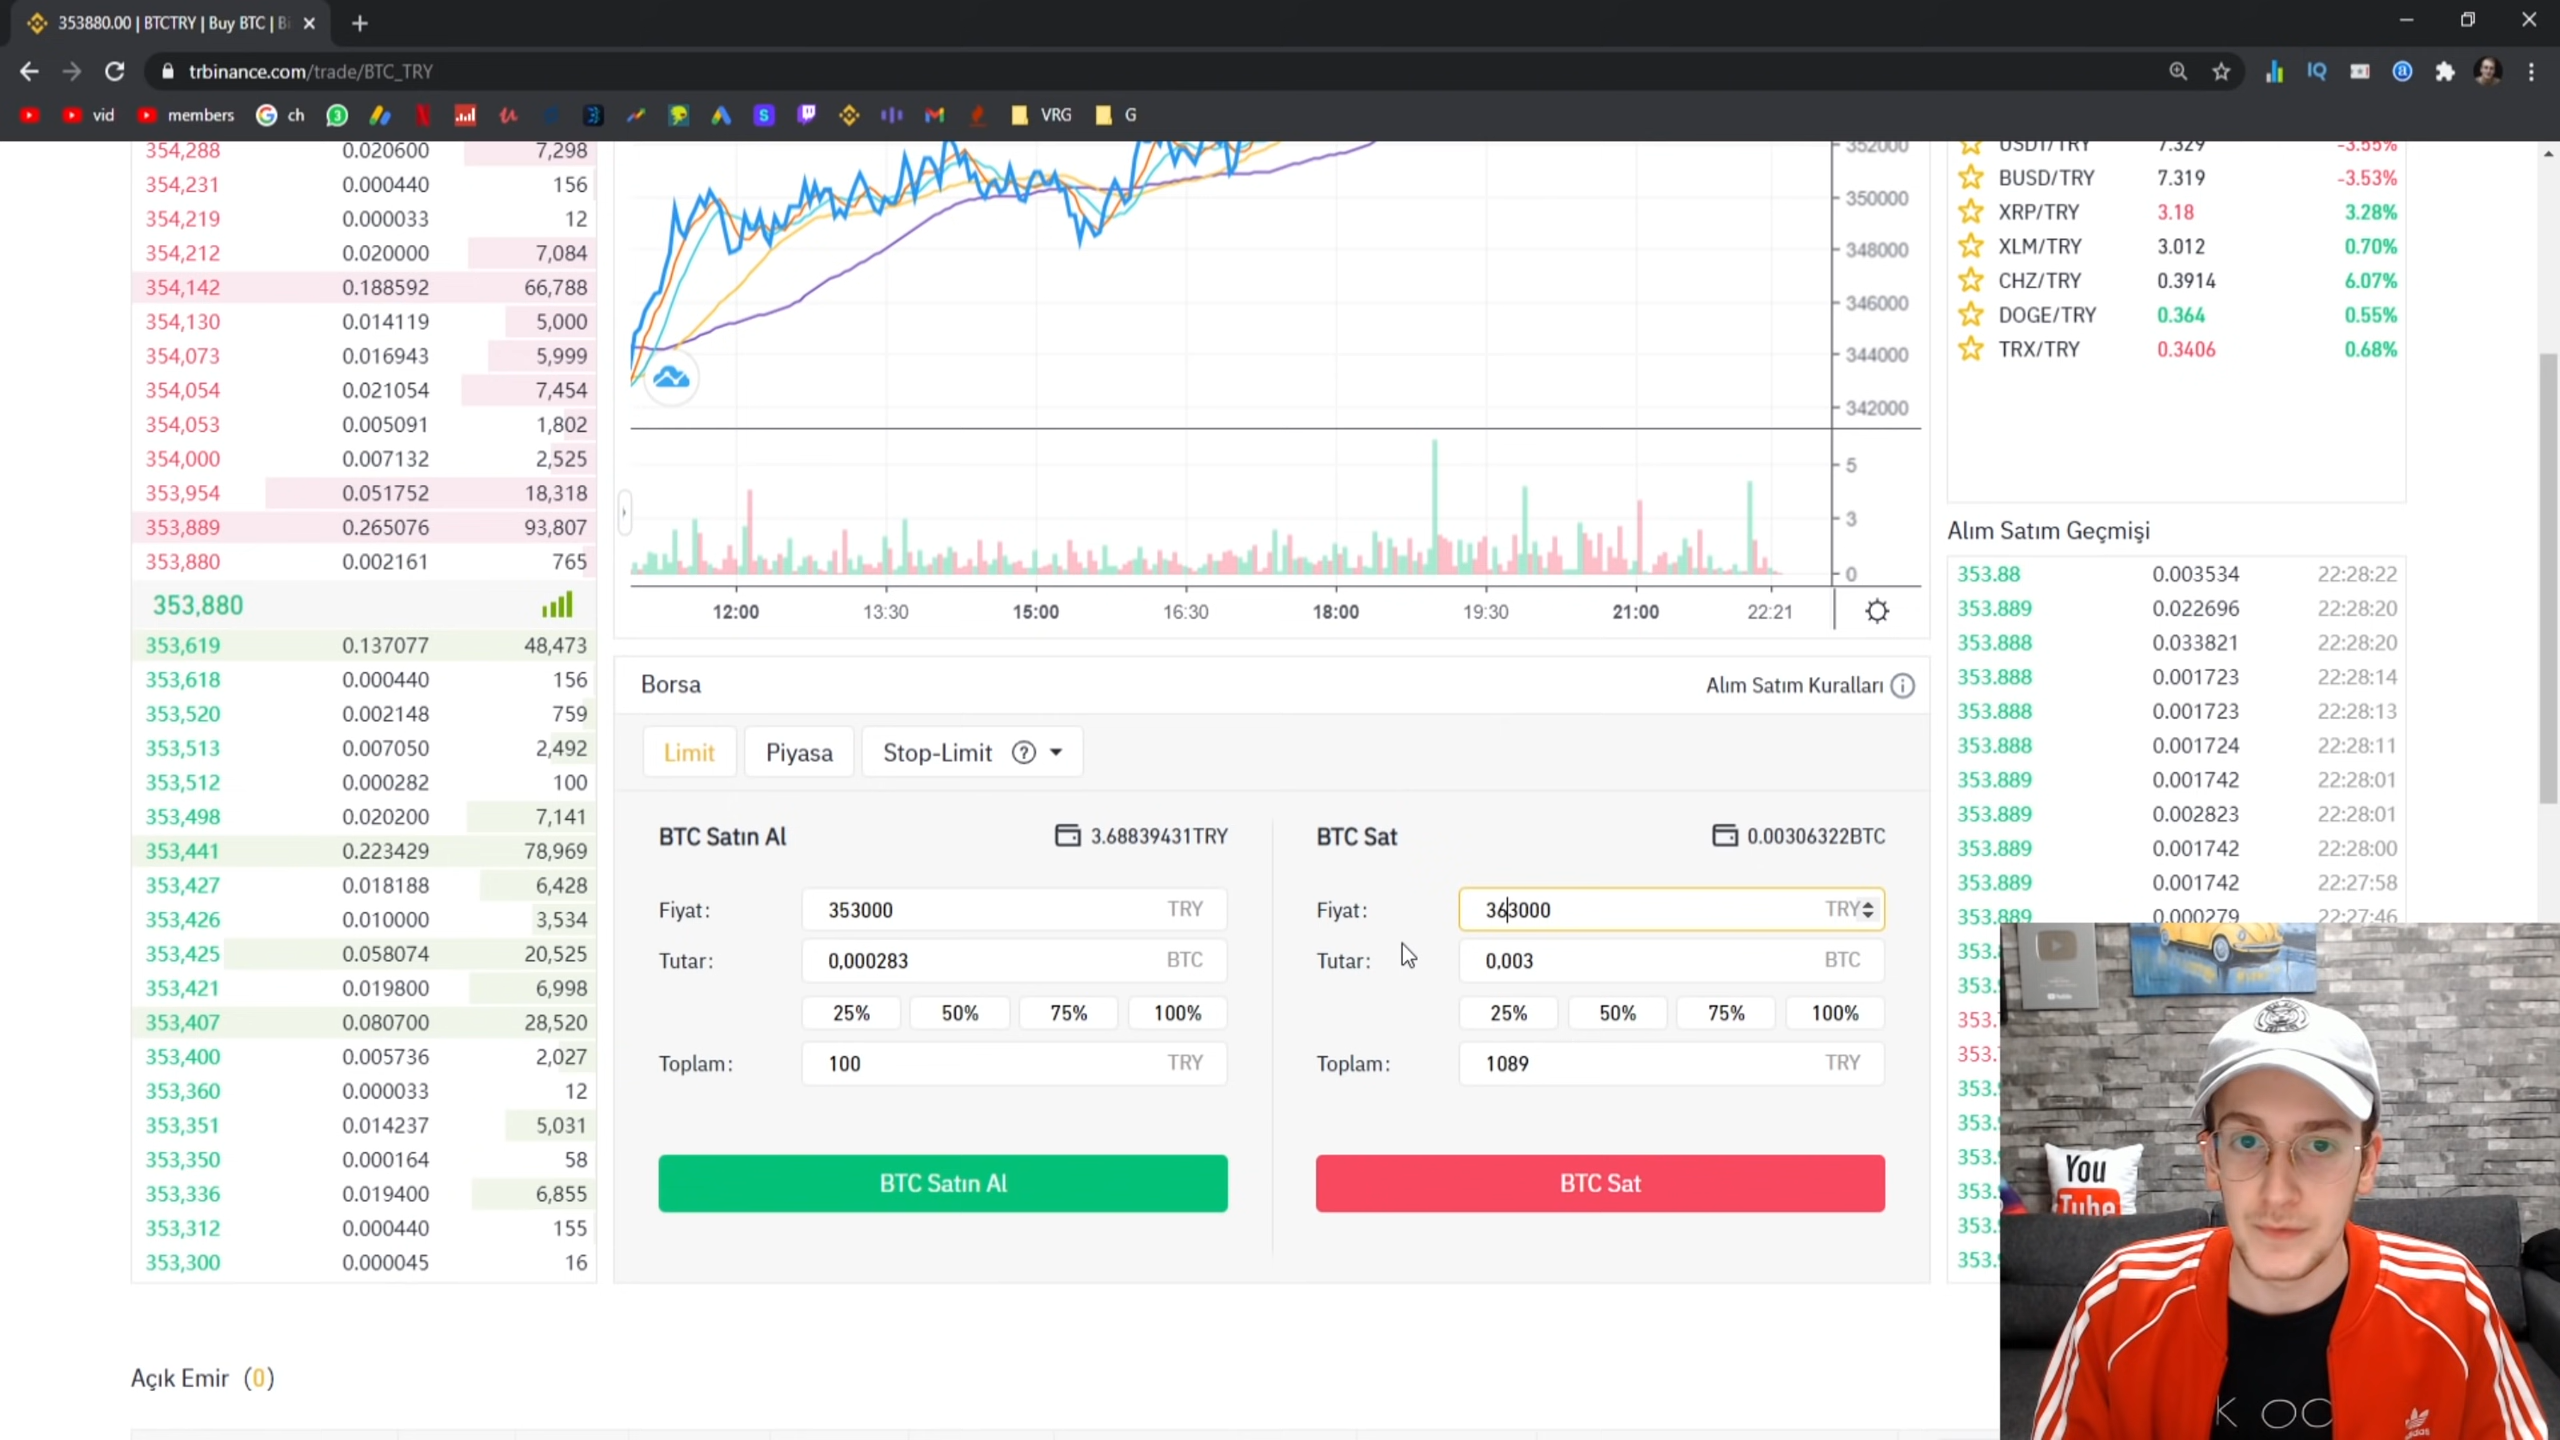 353880.00 | BTCTRY | Buy BTC | Bi
trbinance.com/trade/BTC_TRY
vid
members
ch
VRG
G
354,288 0.020600 7,298
354,231 0.000440 156
354,219 0.000033 12
354,212 0.020000 7,084
354,142 0.188592 66,788
354,130 0.014119 5,000
354,073 0.016943 5,999
354,054 0.021054 7,454
354,053 0.005091 1,802
354,000 0.007132 2,525
353,954 0.051752 18,318
353,889 0.265076 93,807
353,880 0.002161 765
353,880
353,619 0.137077 48,473
353,618 0.000440 156
353,520 0.002148 759
353,513 0.007050 2,492
353,512 0.000282 100
353,498 0.020200 7,141
353,441 0.223429 78,969
353,427 0.018188 6,428
353,426 0.010000 3,534
353,425 0.058074 20,525
353,421 0.019800 6,998
353,407 0.080700 28,520
353,400 0.005736 2,027
353,360 0.000033 12
353,351 0.014237 5,031
353,350 0.000164 58
353,336 0.019400 6,855
353,312 0.000440 155
353,300 0.000045 16
352000
350000
348000
346000
344000
342000
5
3
0
12:00 13:30 15:00 16:30 18:00 19:30 21:00 22:21
Borsa
Alım Satım Kuralları
Limit
Piyasa
Stop-Limit
BTC Satın Al 3.68839431TRY
Fiyat: 353000 TRY
Tutar: 0,000283 BTC
25% 50% 75% 100%
Toplam: 100 TRY
BTC Satın Al
BTC Sat 0.00306322BTC
Fiyat: 363000 TRY
Tutar: 0,003 BTC
25% 50% 75% 100%
Toplam: 1089 TRY
BTC Sat
USDT/TRY 7.329 -3.55%
BUSD/TRY 7.319 -3.53%
XRP/TRY 3.18 3.28%
XLM/TRY 3.012 0.70%
CHZ/TRY 0.3914 6.07%
DOGE/TRY 0.364 0.55%
TRX/TRY 0.3406 0.68%
Alım Satım Geçmişi
353.88 0.003534 22:28:22
353.889 0.022696 22:28:20
353.888 0.033821 22:28:20
353.888 0.001723 22:28:14
353.888 0.001723 22:28:13
353.888 0.001724 22:28:11
353.889 0.001742 22:28:01
353.889 0.002823 22:28:01
353.889 0.001742 22:28:00
353.889 0.001742 22:27:58
353.889 0.000279 22:27:46
Açık Emir (0)
You
Tube
adidas